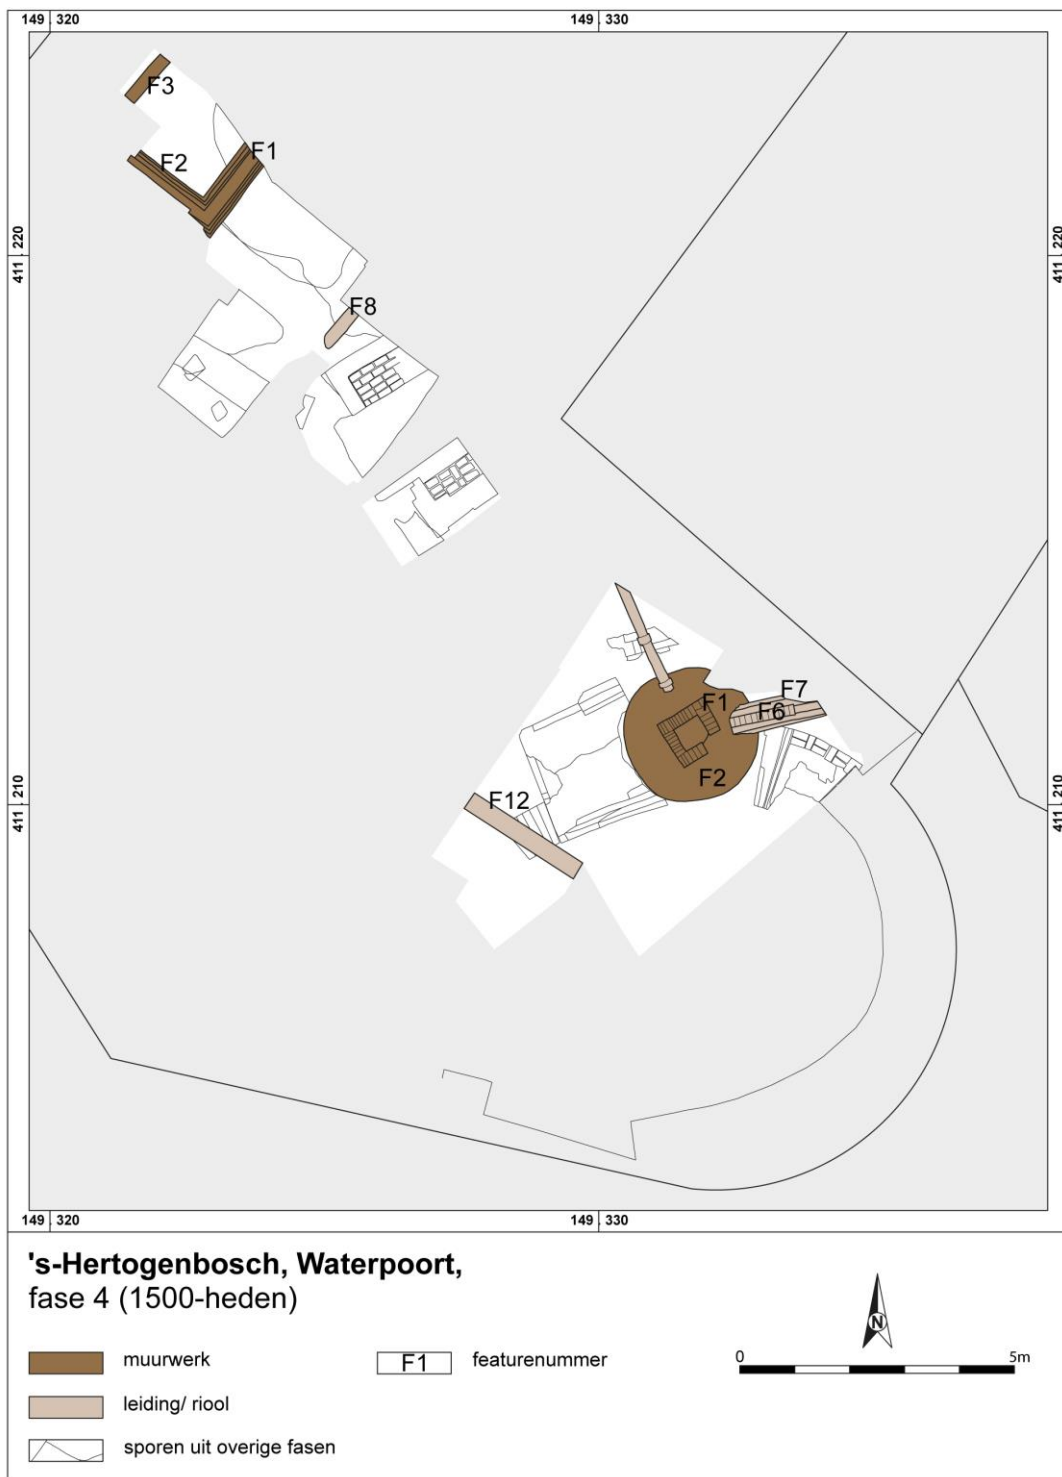 149.320
149.330
F3
F2
F1
411.220
411.220
F8
F7
F1
F6
F2
F12
411.210
411.210
149.320
149.330
's-Hertogenbosch, Waterpoort,
fase 4 (1500-heden)
N
muurwerk
F1
featurenummer
0
5m
leiding/ riool
sporen uit overige fasen